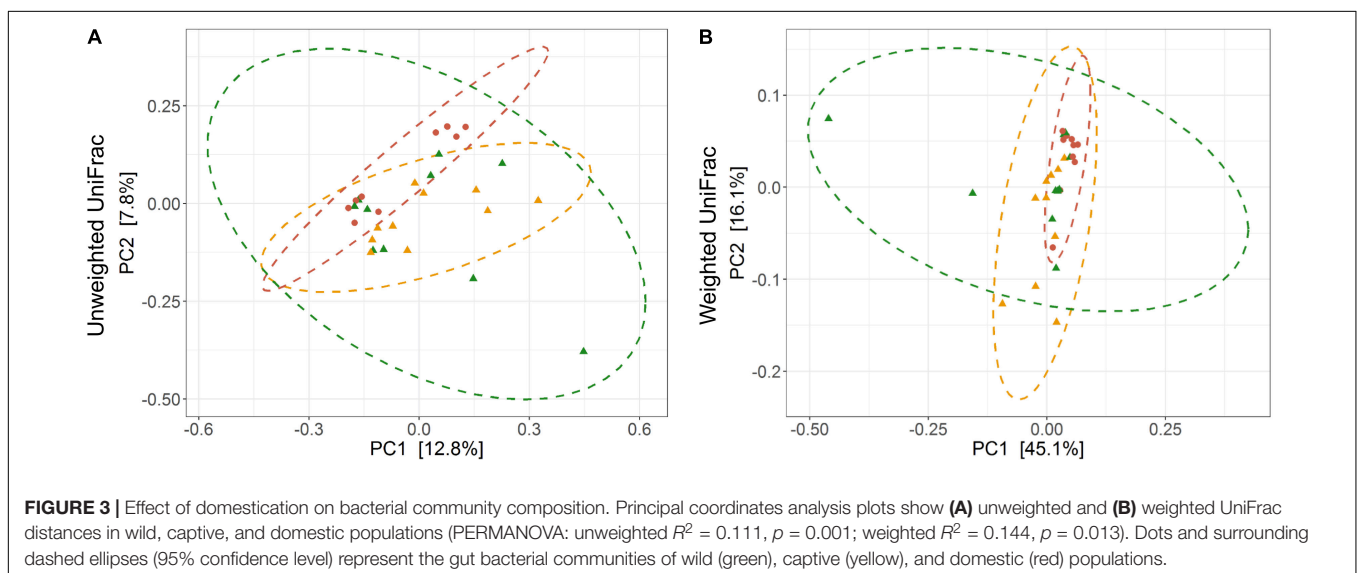 A
Unweighted UniFrac
PC2 [7.8%]
0.25
0.00
-0.25
-0.50
-0.6
-0.3
0.0
0.3
0.6
PC1 [12.8%]
B
Weighted UniFrac
PC2 [16.1%]
0.1
0.0
-0.1
-0.2
-0.50
-0.25
0.00
0.25
PC1 [45.1%]
FIGURE 3 | Effect of domestication on bacterial community composition. Principal coordinates analysis plots show (A) unweighted and (B) weighted UniFrac
distances in wild, captive, and domestic populations (PERMANOVA: unweighted R² = 0.111, p = 0.001; weighted R² = 0.144, p = 0.013). Dots and surrounding
dashed ellipses (95% confidence level) represent the gut bacterial communities of wild (green), captive (yellow), and domestic (red) populations.